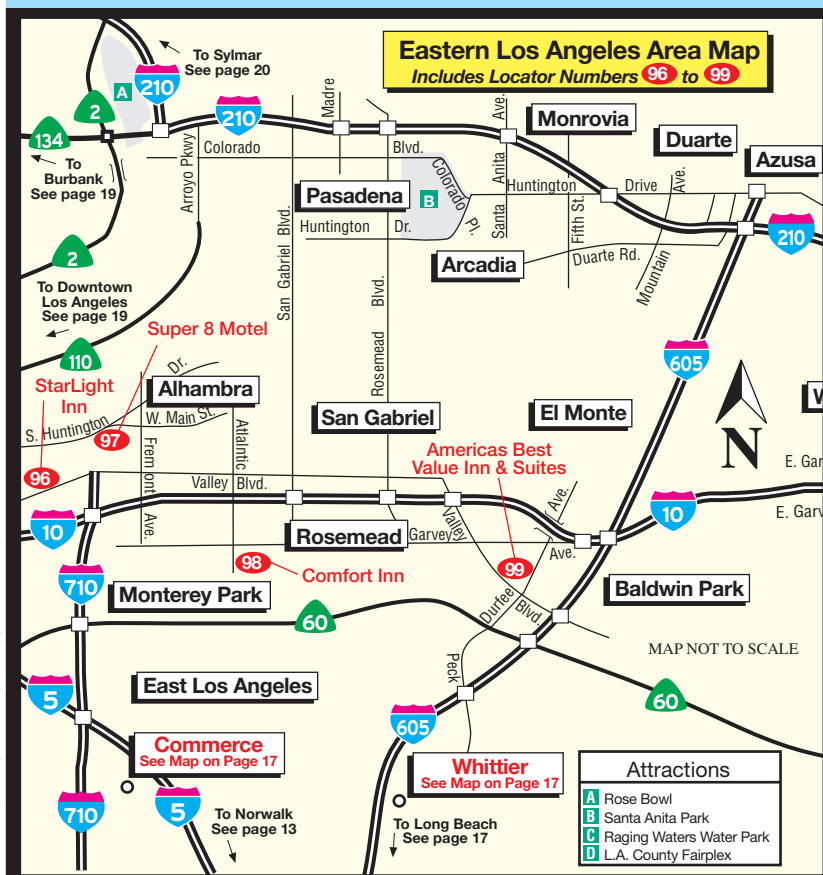 Eastern Los Angeles Area Map
Includes Locator Numbers 96 to 99
To Sylmar
See page 20
A
210
2
134
210
Madre
Ave.
Monrovia
Duarte
Azusa
To
Burbank
See page 19
Arroyo Pkwy
Colorado
Blvd.
Colorado
Pl.
Santa
Anita
Huntington
Drive
Ave.
Pasadena
B
Huntington
Dr.
Fifth St.
Mountain
Duarte Rd.
210
Arcadia
San Gabriel Blvd.
Rosemead
Blvd.
2
To Downtown
Los Angeles
See page 19
110
Super 8 Motel
605
StarLight
Inn
S. Huntington
Dr.
Alhambra
W. Main St.
97
96
Fremont
Ave.
Atlalntic
Blvd.
Valley
San Gabriel
El Monte
W
N
Americas Best
Value Inn & Suites
E. Gar
E. Garv
10
10
Rosemead
Garvey
Valley
Blvd.
Ave.
Ave.
98
Comfort Inn
99
710
Monterey Park
Baldwin Park
60
Durfee
Peck
MAP NOT TO SCALE
5
East Los Angeles
60
605
Commerce
See Map on Page 17
Whittier
See Map on Page 17
710
5
To Norwalk
See page 13
To Long Beach
See page 17
Attractions
A Rose Bowl
B Santa Anita Park
C Raging Waters Water Park
D L.A. County Fairplex